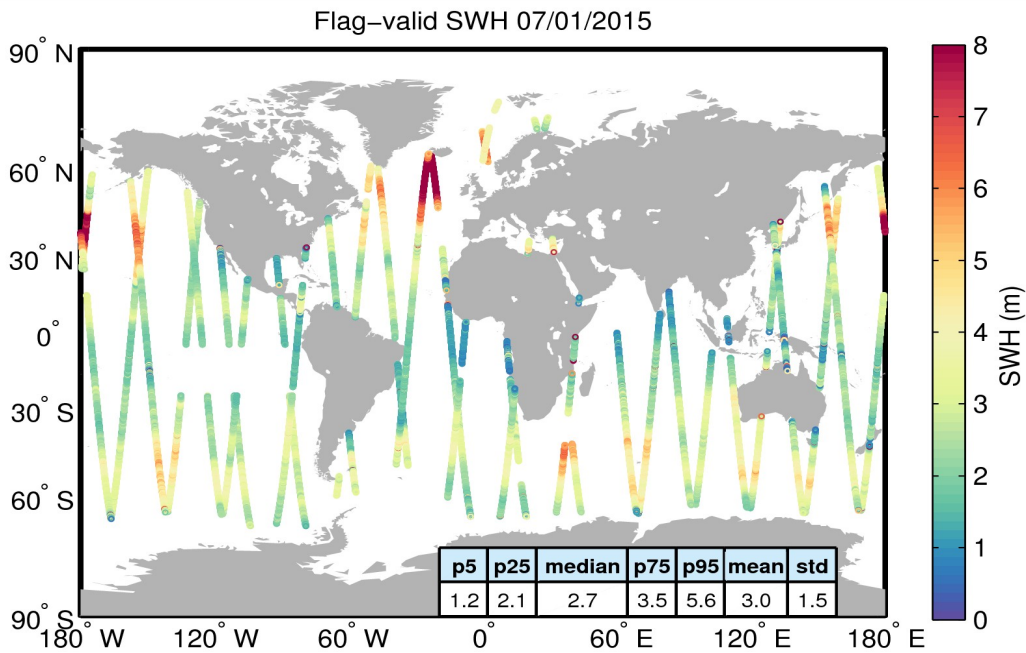 Flag−valid SWH 07/01/2015
90° N
60° N
30° N
0°
30° S
60° S
90° S
180° W
120° W
60° W
0°
60° E
120° E
180° E
p5 p25 median p75 p95 mean std
1.2 2.1 2.7 3.5 5.6 3.0 1.5
8
7
6
5
4
3
2
1
0
SWH (m)